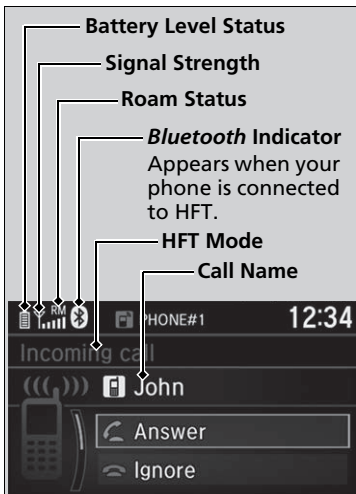 Battery Level Status
Signal Strength
Roam Status
Bluetooth Indicator
Appears when your
phone is connected
to HFT.
HFT Mode
Call Name
RM PHONE#1 12:34
Incoming call
John
Answer
Ignore